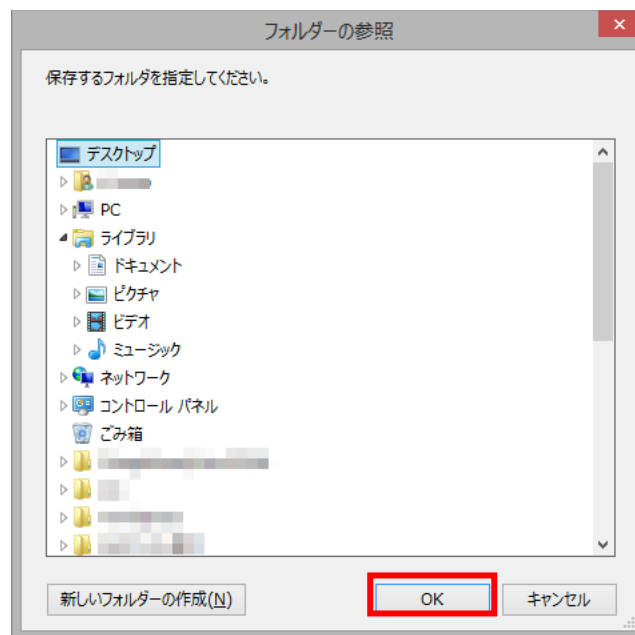 フォルダーの参照
保存するフォルダを指定してください。
デスクトップ
PC
ライブラリ
ドキュメント
ピクチャ
ビデオ
ミュージック
ネットワーク
コントロール パネル
ごみ箱
新しいフォルダーの作成(N) OK キャンセル